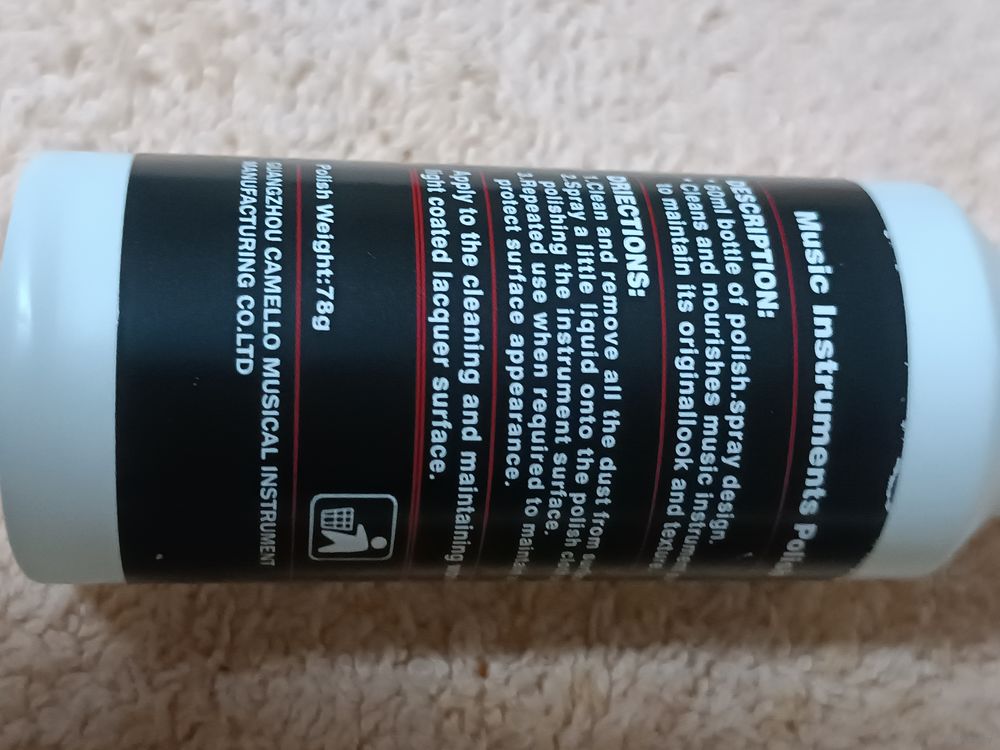 Music Instruments
DESCRIPTION:
• 60ml bottle of polish.spray design.
• Cleans and nourishes music
to maintain its originallook and texture
DRIECTIONS:
1.Clean and remove all the dust from
2.Spray a little liquid onto the polish
polishing the instrument surface.
3.Repeated use when required to
protect surface appearance.
Apply to the cleaning and maintaining
light coated lacquer surface.
Polish Weight:78g
GUANGZHOU CAMELLO MUSICAL INSTRUMENT
MANUFACTURING CO.LTD